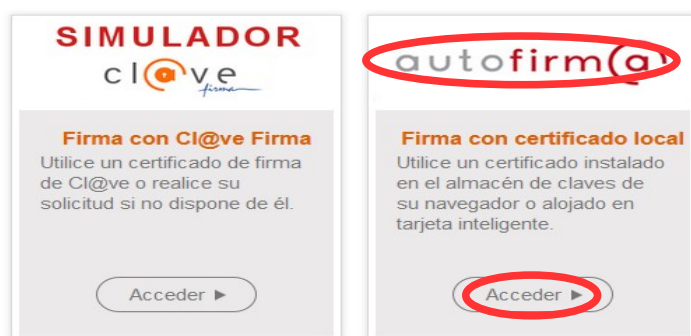 SIMULADOR
cl@ve
firma
Firma con Cl@ve Firma
Utilice un certificado de firma
de Cl@ve o realice su
solicitud si no dispone de él.
Acceder ►
autofirm@
Firma con certificado local
Utilice un certificado instalado
en el almacén de claves de
su navegador o alojado en
tarjeta inteligente.
Acceder ►